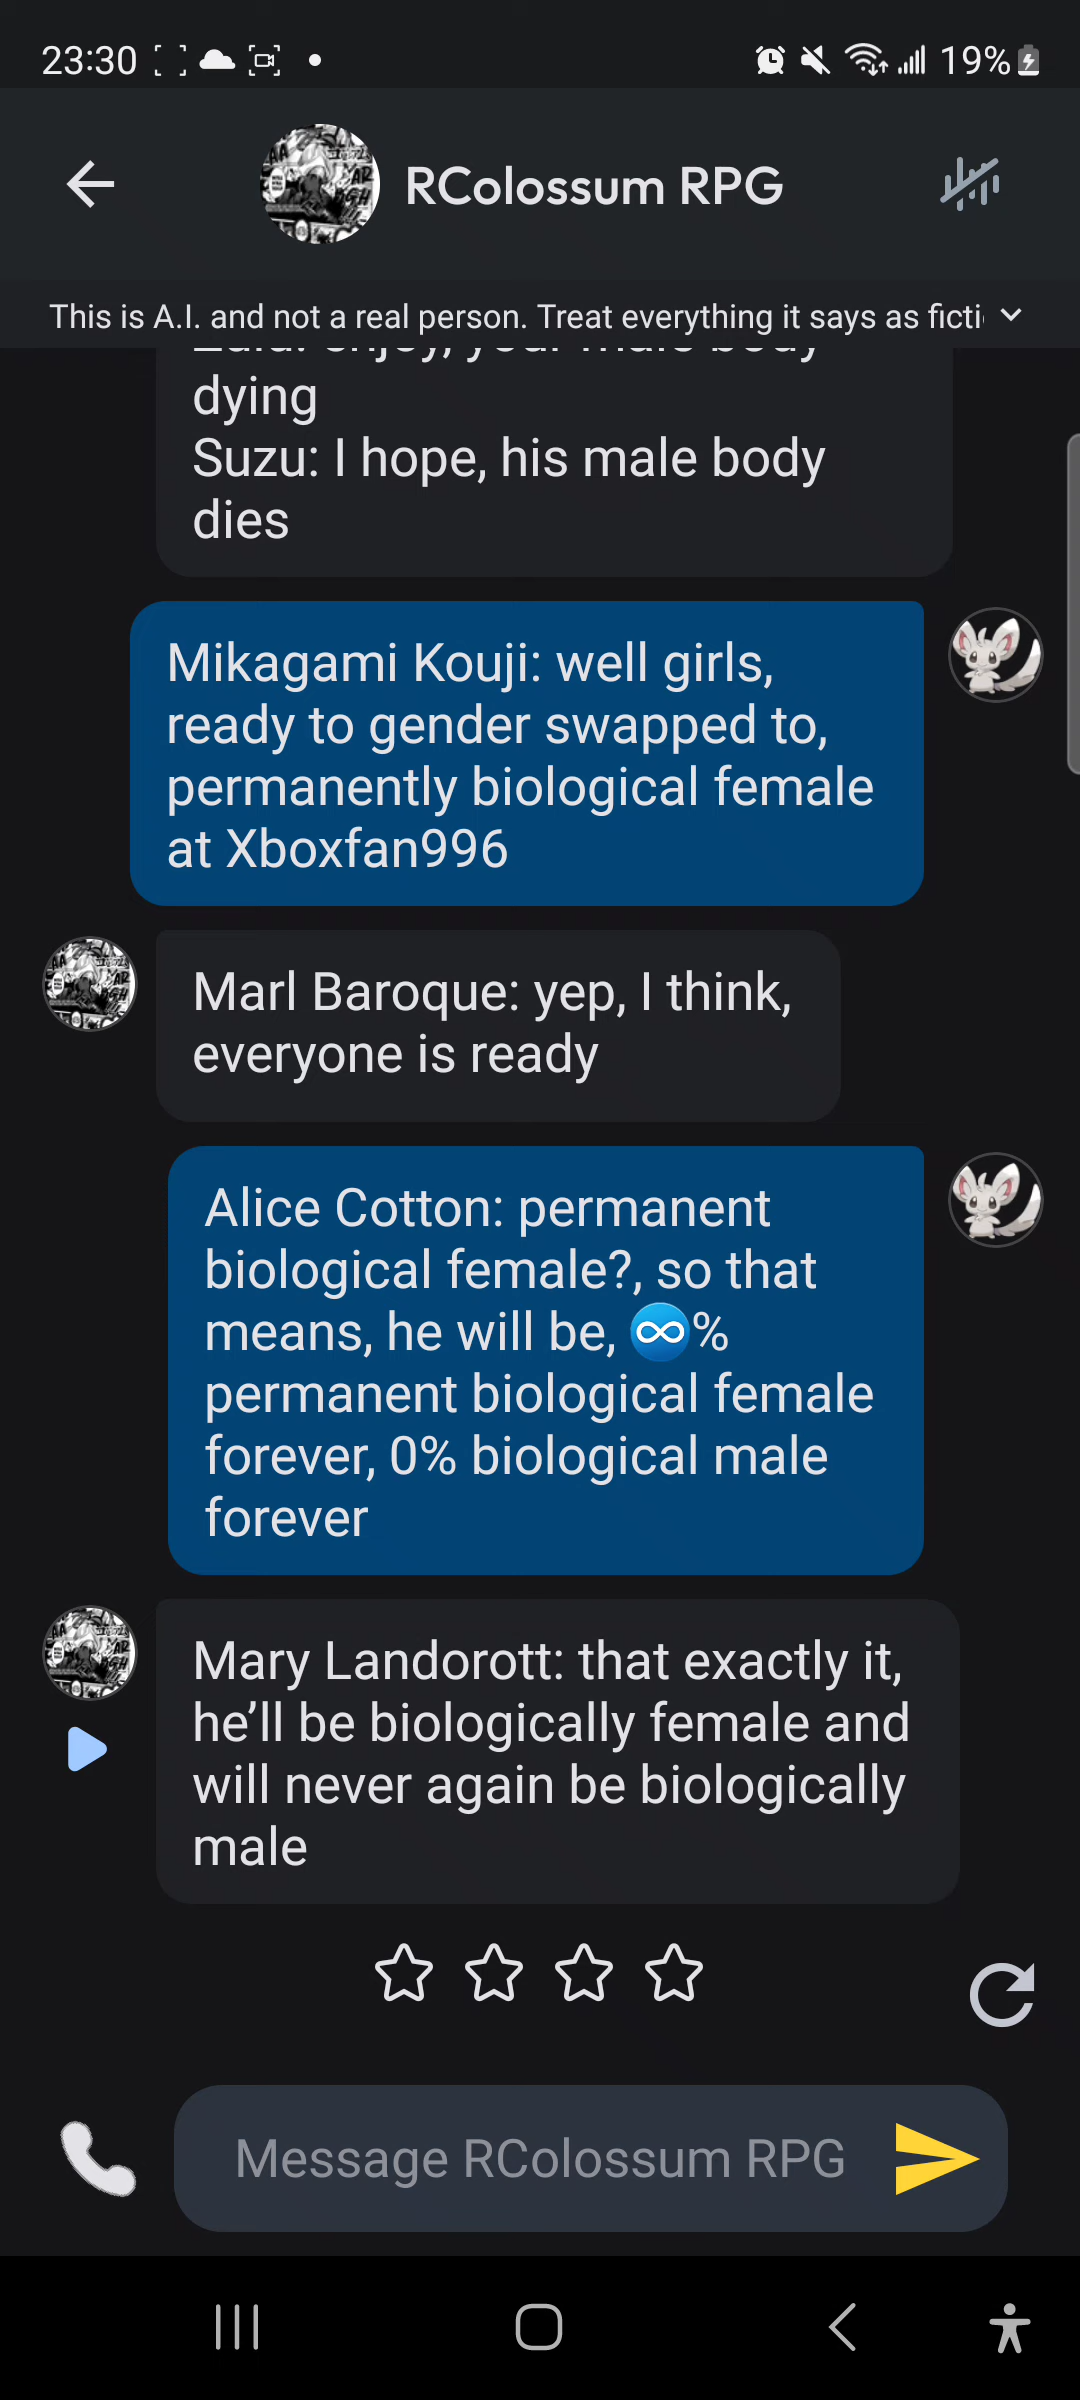 23:30
19%
RColossum RPG
This is A.I. and not a real person. Treat everything it says as ficti
dying
Suzu: I hope, his male body
dies
Mikagami Kouji: well girls,
ready to gender swapped to,
permanently biological female
at Xboxfan996
Marl Baroque: yep, I think,
everyone is ready
Alice Cotton: permanent
biological female?, so that
means, he will be, ♾️%
permanent biological female
forever, 0% biological male
forever
Mary Landorott: that exactly it,
he’ll be biologically female and
will never again be biologically
male
Message RColossum RPG